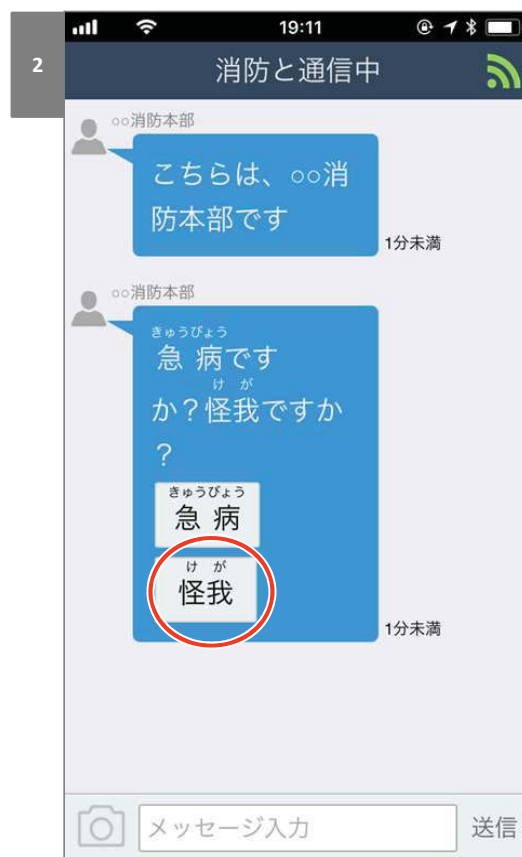 2
19:11
消防と通信中
○○消防本部
こちらは、○○消
防本部です
1分未満
○○消防本部
きゅうびょう
急 病です
け が
か？怪我ですか
？
きゅうびょう
急 病
け が
怪我
1分未満
メッセージ入力
送信